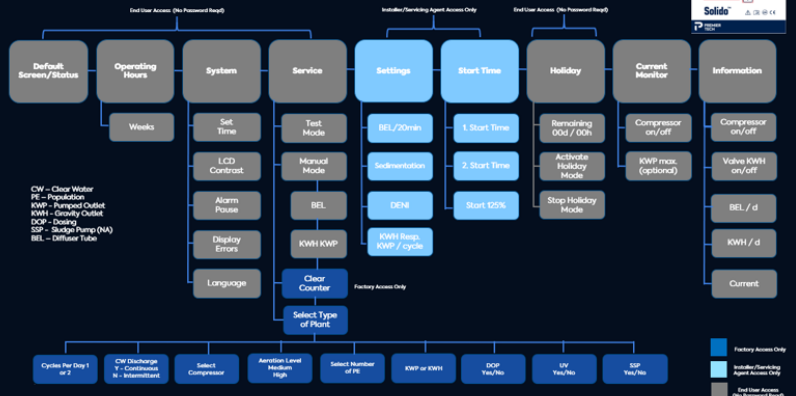 End User Access (No Password Reqd)
Installer/Servicing Agent Access Only
End User Access (No Password Reqd)
Solido
PREMIER
TECH
Default
Screen/Status
Operating
Hours
System
Service
Settings
Start Time
Holiday
Current
Monitor
Information
Weeks
Set
Time
LCD
Contrast
Alarm
Pause
Display
Errors
Language
Test
Mode
Manual
Mode
BEL
KWH KWP
Clear
Counter
Factory Access Only
Select Type
of Plant
BEL/20min
Sedimentation
DENI
KWH Resp.
KWP / cycle
1. Start Time
2. Start Time
Start 125%
Remaining
00d / 00h
Activate
Holiday
Mode
Stop Holiday
Mode
Compressor
on/off
KWP max.
(optional)
Compressor
on/off
Valve KWH
on/off
BEL / d
KWH / d
Current
CW – Clear Water
PE – Population
KWP - Pumped Outlet
KWH - Gravity Outlet
DOP - Dosing
SSP - Sludge Pump (NA)
BEL – Diffuser Tube
Cycles Per Day 1
or 2
CW Discharge
Y - Continuous
N - Intermittent
Select
Compressor
Aeration Level
Medium
High
Select Number
of PE
KWP or KWH
DOP
Yes/No
UV
Yes/No
SSP
Yes/No
Factory Access Only
Installer/Servicing
Agent Access Only
End User Access
(No Password Reqd)